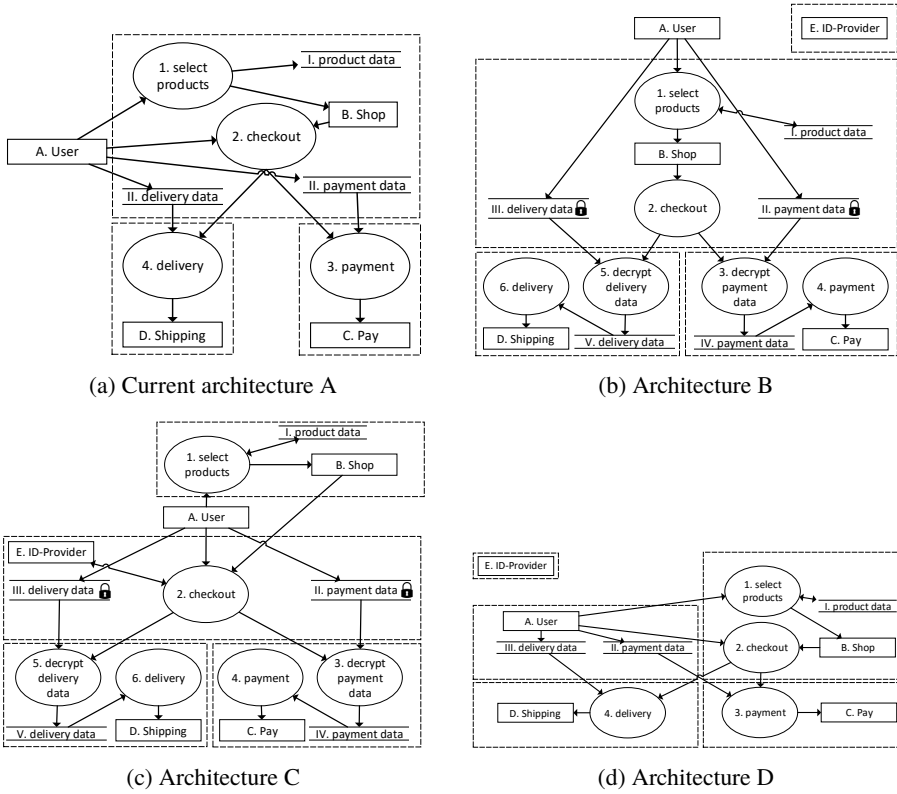 1. select
products
I. product data
B. Shop
2. checkout
A. User
II. delivery data
II. payment data
4. delivery
3. payment
D. Shipping
C. Pay
(a) Current architecture A
A. User
E. ID-Provider
1. select
products
I. product data
B. Shop
III. delivery data
2. checkout
II. payment data
6. delivery
5. decrypt
delivery
data
3. decrypt
payment
data
4. payment
D. Shipping
V. delivery data
IV. payment data
C. Pay
(b) Architecture B
I. product data
1. select
products
B. Shop
A. User
E. ID-Provider
III. delivery data
2. checkout
II. payment data
5. decrypt
delivery
data
6. delivery
4. payment
3. decrypt
payment
data
V. delivery data
D. Shipping
C. Pay
IV. payment data
(c) Architecture C
E. ID-Provider
1. select
products
I. product data
A. User
III. delivery data
II. payment data
2. checkout
B. Shop
D. Shipping
4. delivery
3. payment
C. Pay
(d) Architecture D